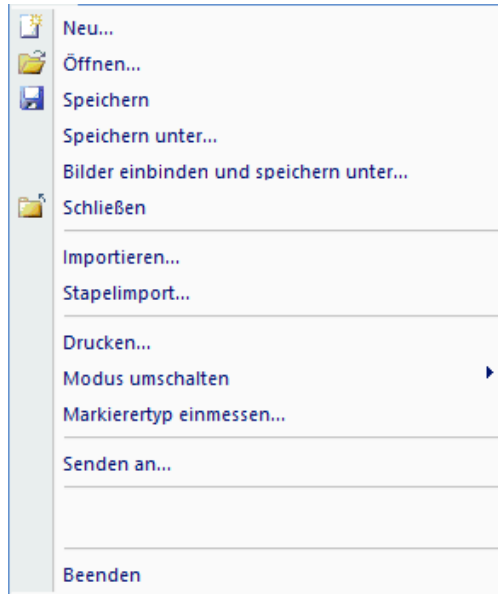 Neu...
Öffnen...
Speichern
Speichern unter...
Bilder einbinden und speichern unter...
Schließen
Importieren...
Stapelimport...
Drucken...
Modus umschalten
Markierertyp einmessen...
Senden an...
Beenden